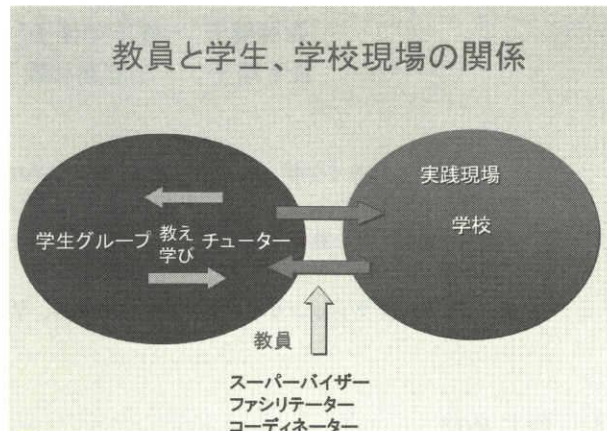 教員と学生、学校現場の関係
実践現場
学校
学生グループ
教え
学び
チューター
教員
スーパーバイザー
ファシリテーター
コーディネーター